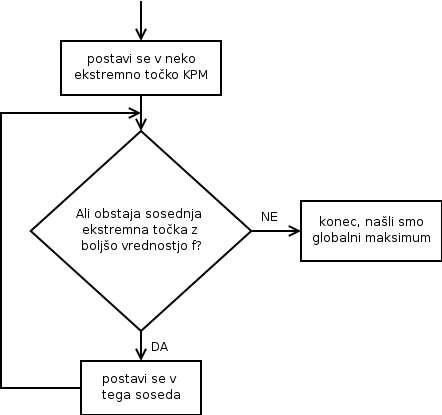 postavi se v neko
ekstremno točko KPM
Ali obstaja sosednja
ekstremna točka z
boljšo vrednostjo f?
NE
konec, našli smo
globalni maksimum
DA
postavi se v
tega soseda